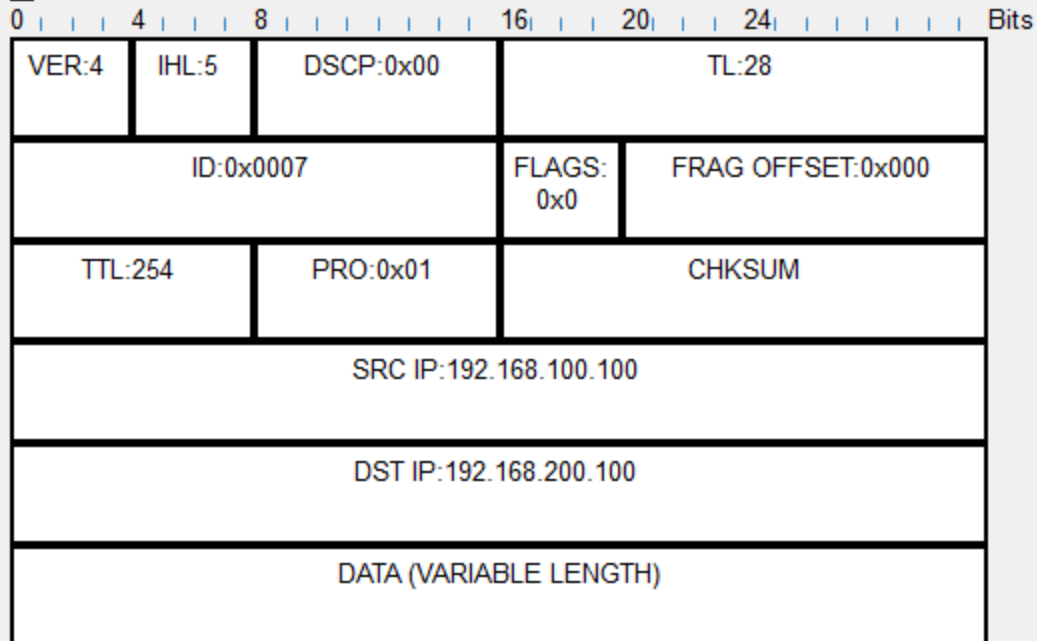 0 4 8 16 20 24 Bits
VER:4 IHL:5 DSCP:0x00 TL:28
ID:0x0007 FLAGS: FRAG OFFSET:0x000
0x0
TTL:254 PRO:0x01 CHKSUM
SRC IP:192.168.100.100
DST IP:192.168.200.100
DATA (VARIABLE LENGTH)